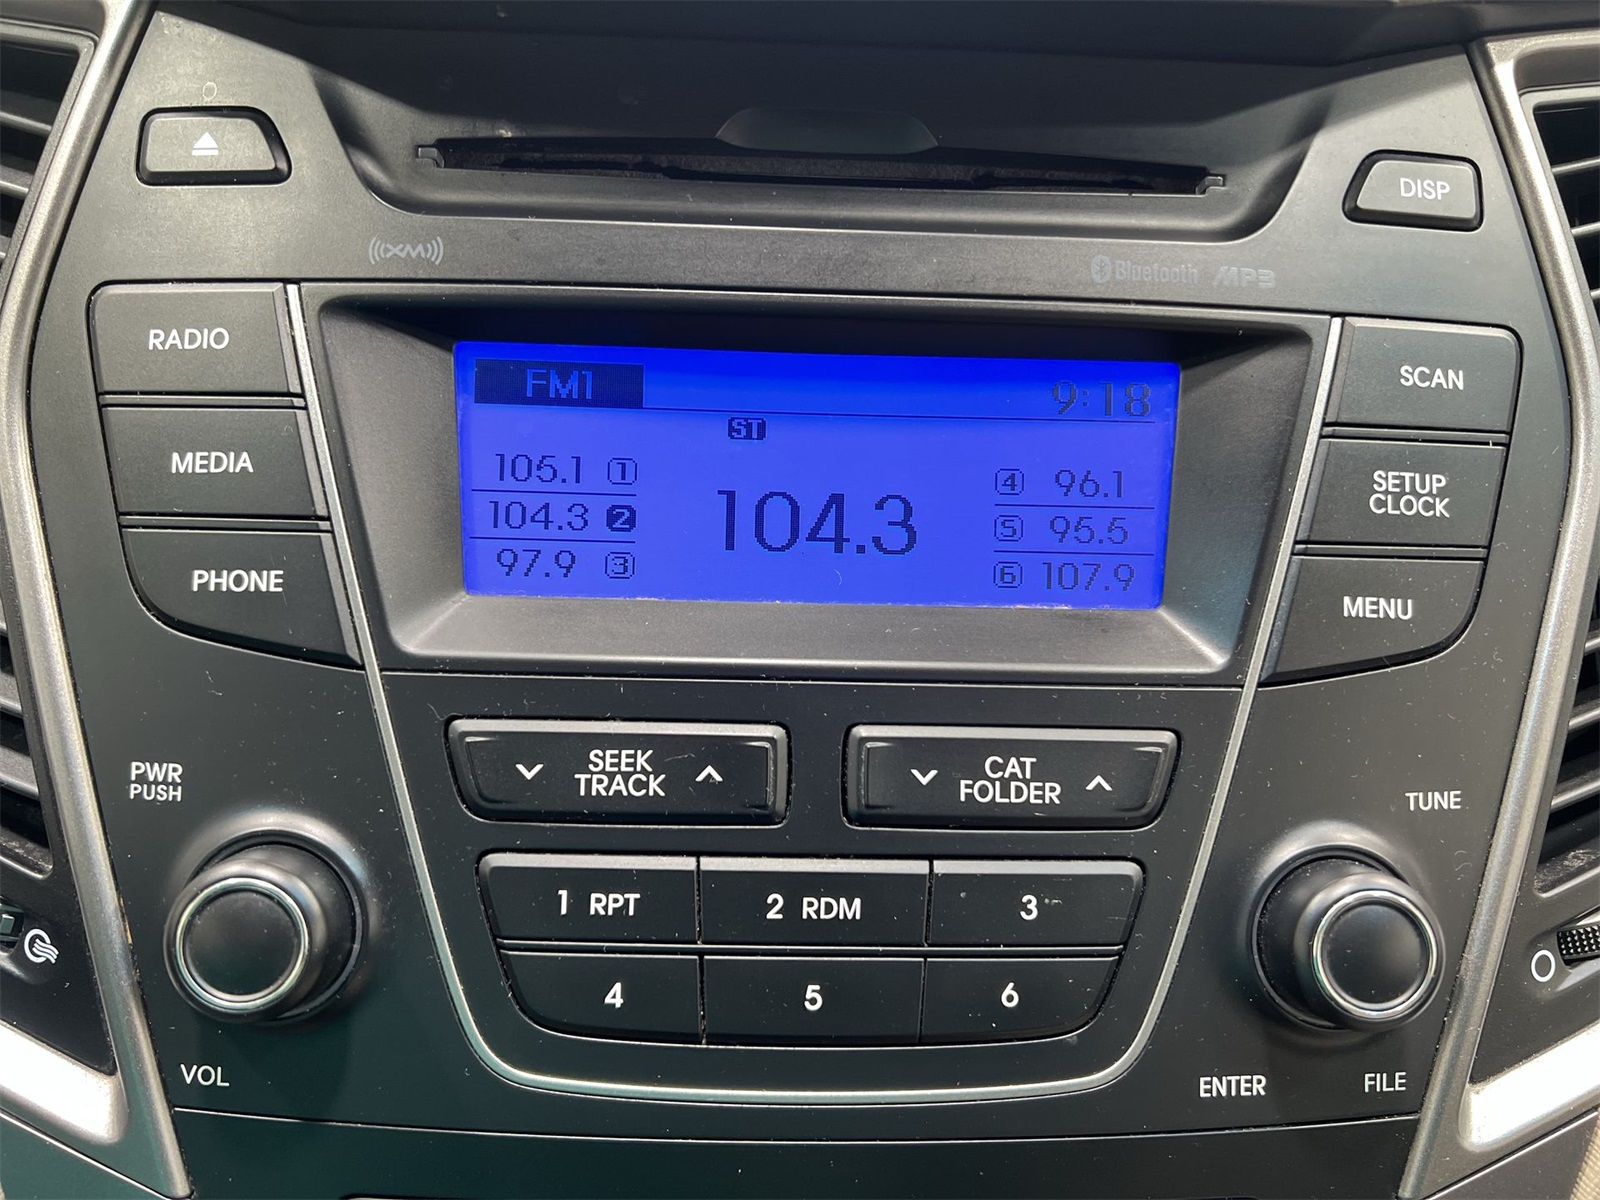 DISP
((XM))
Bluetooth MP3
RADIO
MEDIA
PHONE
FM1
9:18
ST
105.1 1
104.3 2
97.9 3
104.3
4 96.1
5 95.5
6 107.9
SCAN
SETUP
CLOCK
MENU
PWR
PUSH
SEEK
TRACK
CAT
FOLDER
TUNE
1 RPT
2 RDM
3
4
5
6
VOL
ENTER
FILE